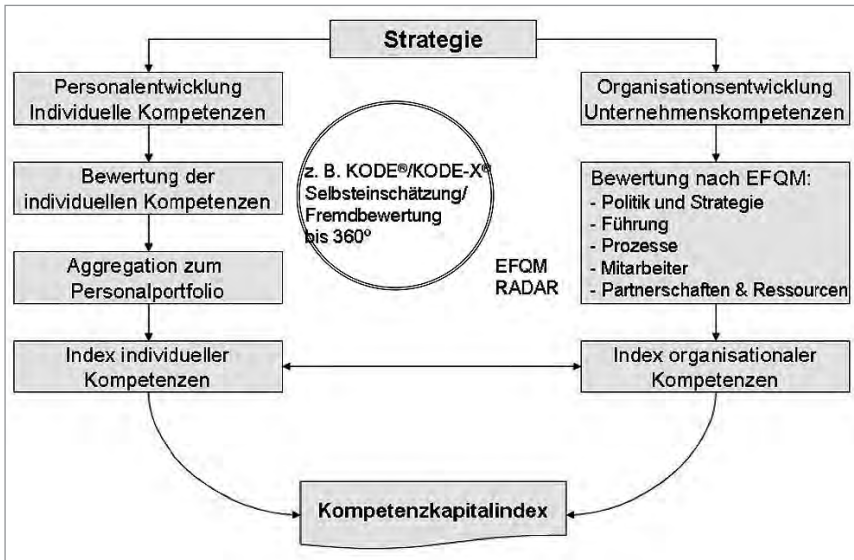 Strategie
Personalentwicklung
Individuelle Kompetenzen
Organisationsentwicklung
Unternehmenskompetenzen
Bewertung der
individuellen Kompetenzen
z. B. KODE®/KODE-X®
Selbsteinschätzung/
Fremdbewertung
bis 360º
Bewertung nach EFQM:
- Politik und Strategie
- Führung
- Prozesse
- Mitarbeiter
- Partnerschaften & Ressourcen
Aggregation zum
Personalportfolio
EFQM
RADAR
Index individueller
Kompetenzen
Index organisationaler
Kompetenzen
Kompetenzkapitalindex